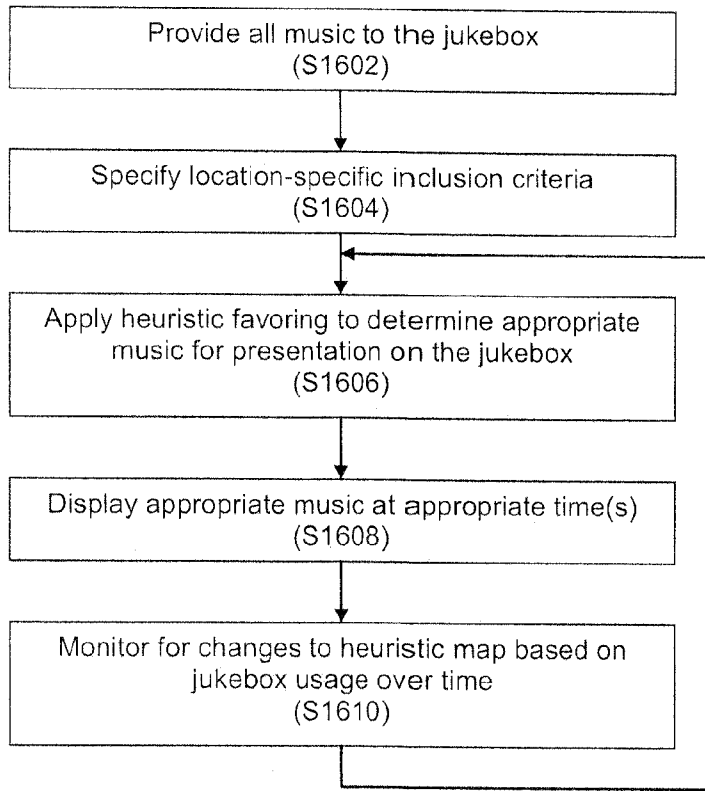 Provide all music to the jukebox
(S1602)
Specify location-specific inclusion criteria
(S1604)
Apply heuristic favoring to determine appropriate
music for presentation on the jukebox
(S1606)
Display appropriate music at appropriate time(s)
(S1608)
Monitor for changes to heuristic map based on
jukebox usage over time
(S1610)